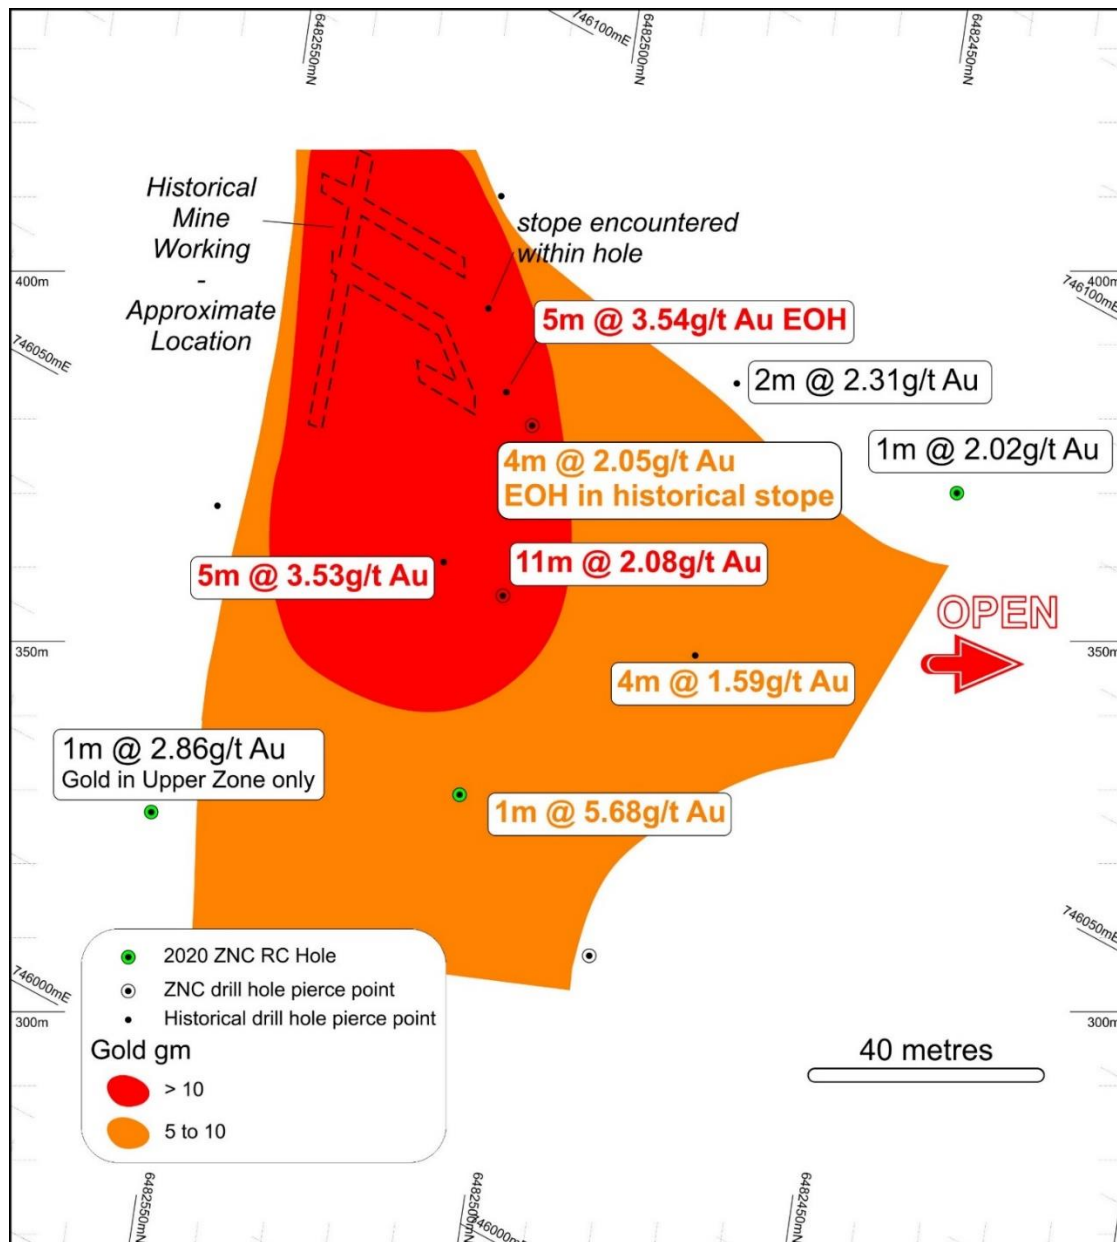 6482550mN
746100mE
6482500mN
6482450mN
Historical
Mine
Working
-
Approximate
Location
stope encountered
within hole
400m
400m
746100mE
746050mE
5m @ 3.54g/t Au EOH
2m @ 2.31g/t Au
1m @ 2.02g/t Au
4m @ 2.05g/t Au
EOH in historical stope
5m @ 3.53g/t Au
11m @ 2.08g/t Au
OPEN
350m
350m
4m @ 1.59g/t Au
1m @ 2.86g/t Au
Gold in Upper Zone only
1m @ 5.68g/t Au
746050mE
746000mE
300m
300m
2020 ZNC RC Hole
ZNC drill hole pierce point
Historical drill hole pierce point
Gold gm
> 10
5 to 10
40 metres
6482550mN
6482500mN
746000mE
6482450mN